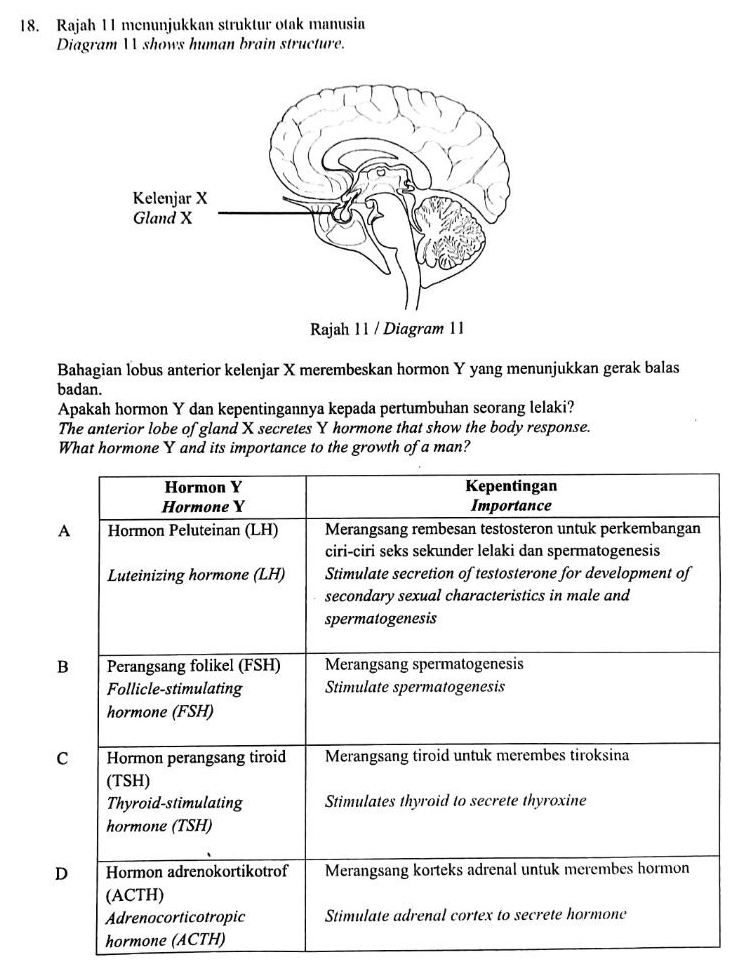 18. Rajah 11 menunjukkan struktur otak manusia
Diagram 11 shows human brain structure.
Kelenjar X
Gland X
Rajah 11 / Diagram 11
Bahagian lobus anterior kelenjar X merembeskan hormon Y yang menunjukkan gerak balas
badan.
Apakah hormon Y dan kepentingannya kepada pertumbuhan seorang lelaki?
The anterior lobe of gland X secretes Y hormone that show the body response.
What hormone Y and its importance to the growth of a man?
Hormon Y
Hormone Y
Kepentingan
Importance
A
Hormon Peluteinan (LH)
Luteinizing hormone (LH)
Merangsang rembesan testosteron untuk perkembangan
ciri-ciri seks sekunder lelaki dan spermatogenesis
Stimulate secretion of testosterone for development of
secondary sexual characteristics in male and
spermatogenesis
B
Perangsang folikel (FSH)
Follicle-stimulating
hormone (FSH)
Merangsang spermatogenesis
Stimulate spermatogenesis
C
Hormon perangsang tiroid
(TSH)
Thyroid-stimulating
hormone (TSH)
Merangsang tiroid untuk merembes tiroksina
Stimulates thyroid to secrete thyroxine
D
Hormon adrenokortikotrof
(ACTH)
Adrenocorticotropic
hormone (ACTH)
Merangsang korteks adrenal untuk merembes hormon
Stimulate adrenal cortex to secrete hormone